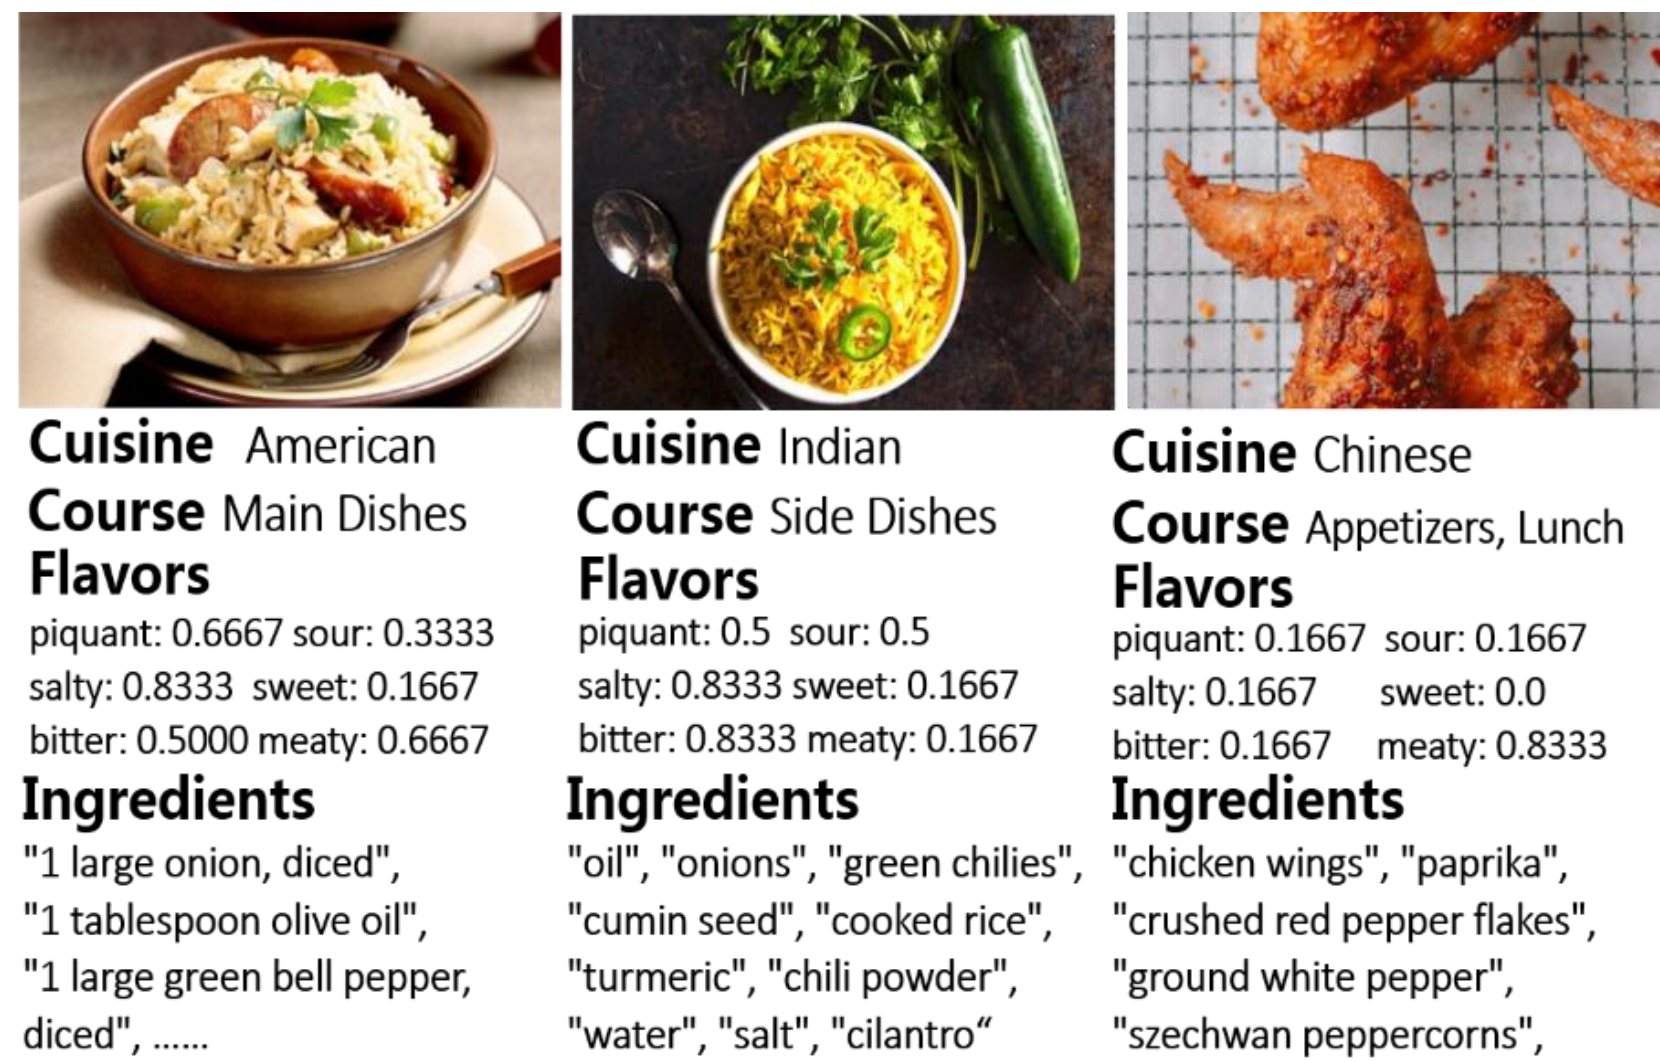 Cuisine American
Course Main Dishes
Flavors
piquant: 0.6667 sour: 0.3333
salty: 0.8333 sweet: 0.1667
bitter: 0.5000 meaty: 0.6667
Ingredients
"1 large onion, diced",
"1 tablespoon olive oil",
"1 large green bell pepper,
diced", ......
Cuisine Indian
Course Side Dishes
Flavors
piquant: 0.5 sour: 0.5
salty: 0.8333 sweet: 0.1667
bitter: 0.8333 meaty: 0.1667
Ingredients
"oil", "onions", "green chilies",
"cumin seed", "cooked rice",
"turmeric", "chili powder",
"water", "salt", "cilantro“
Cuisine Chinese
Course Appetizers, Lunch
Flavors
piquant: 0.1667 sour: 0.1667
salty: 0.1667 sweet: 0.0
bitter: 0.1667 meaty: 0.8333
Ingredients
"chicken wings", "paprika",
"crushed red pepper flakes",
"ground white pepper",
"szechwan peppercorns",